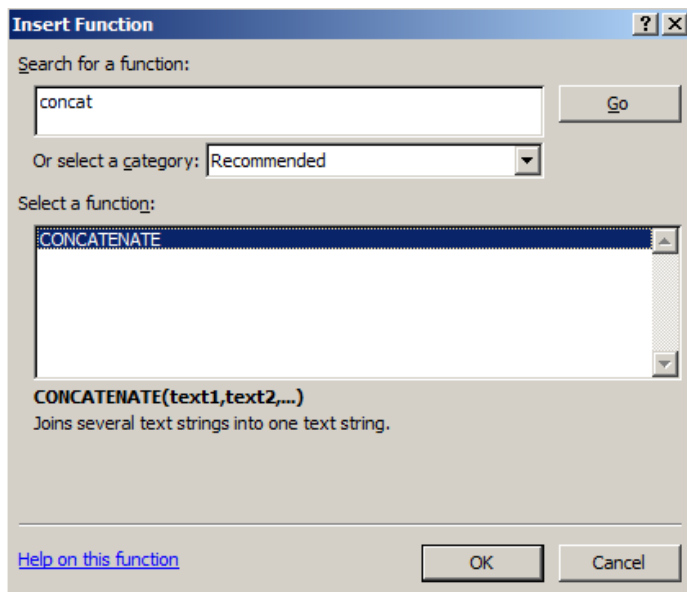 Insert Function
?
Search for a function:
concat
Go
Or select a category: Recommended
Select a function:
CONCATENATE
CONCATENATE(text1,text2,...)
Joins several text strings into one text string.
Help on this function OK Cancel